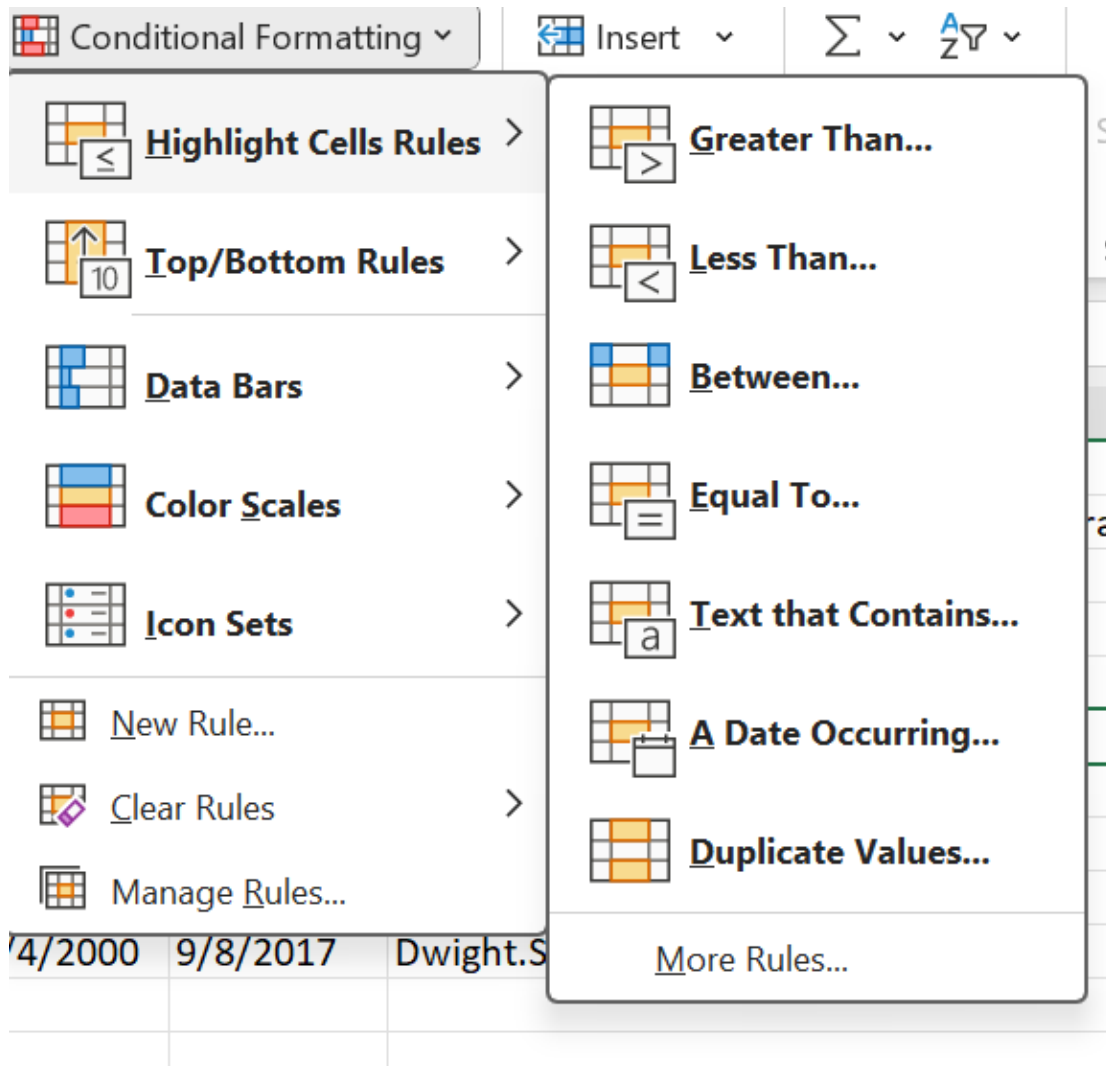 Conditional Formatting
Insert
Highlight Cells Rules
Top/Bottom Rules
10
Data Bars
Color Scales
Icon Sets
New Rule...
Clear Rules
Manage Rules...
Greater Than...
Less Than...
Between...
Equal To...
Text that Contains...
a
A Date Occurring...
Duplicate Values...
More Rules...
/4/2000 9/8/2017 Dwight.S